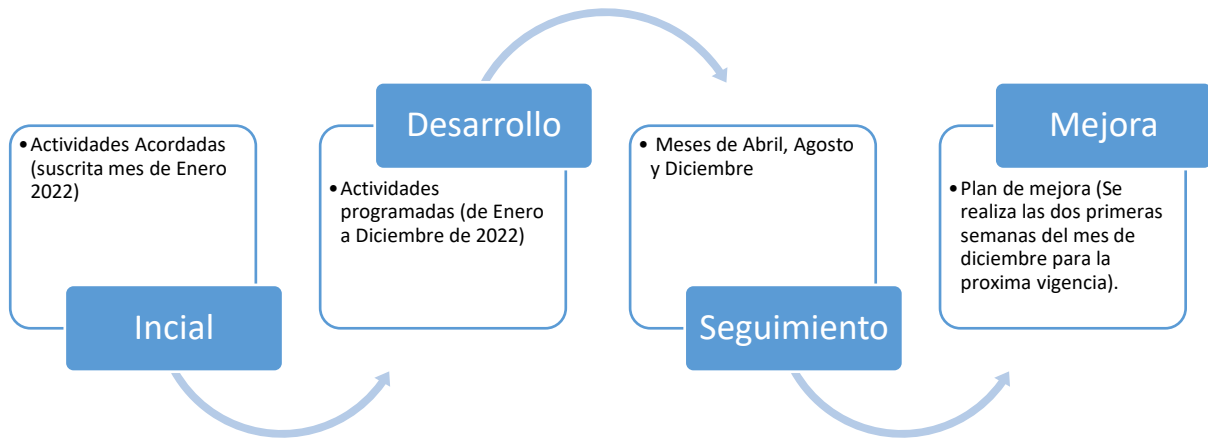 •Actividades Acordadas
(suscrita mes de Enero
2022)
Incial
Desarrollo
•Actividades
programadas (de Enero
a Diciembre de 2022)
• Meses de Abril, Agosto
y Diciembre
Seguimiento
Mejora
•Plan de mejora (Se
realiza las dos primeras
semanas del mes de
diciembre para la
proxima vigencia).